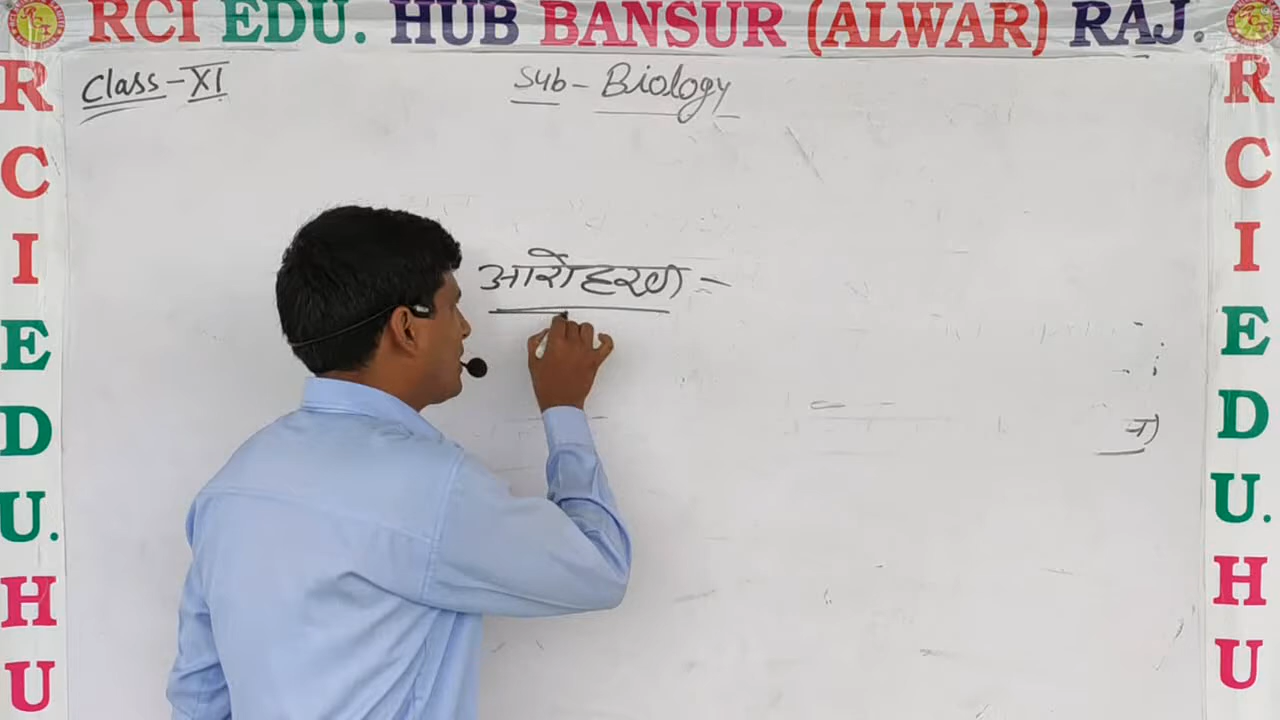 RCI EDU. HUB BANSUR (ALWAR) RAJ.
Class-XI
Sub-Biology
आरोहरण =
R C I E D U. H U
R C I E D U. H U